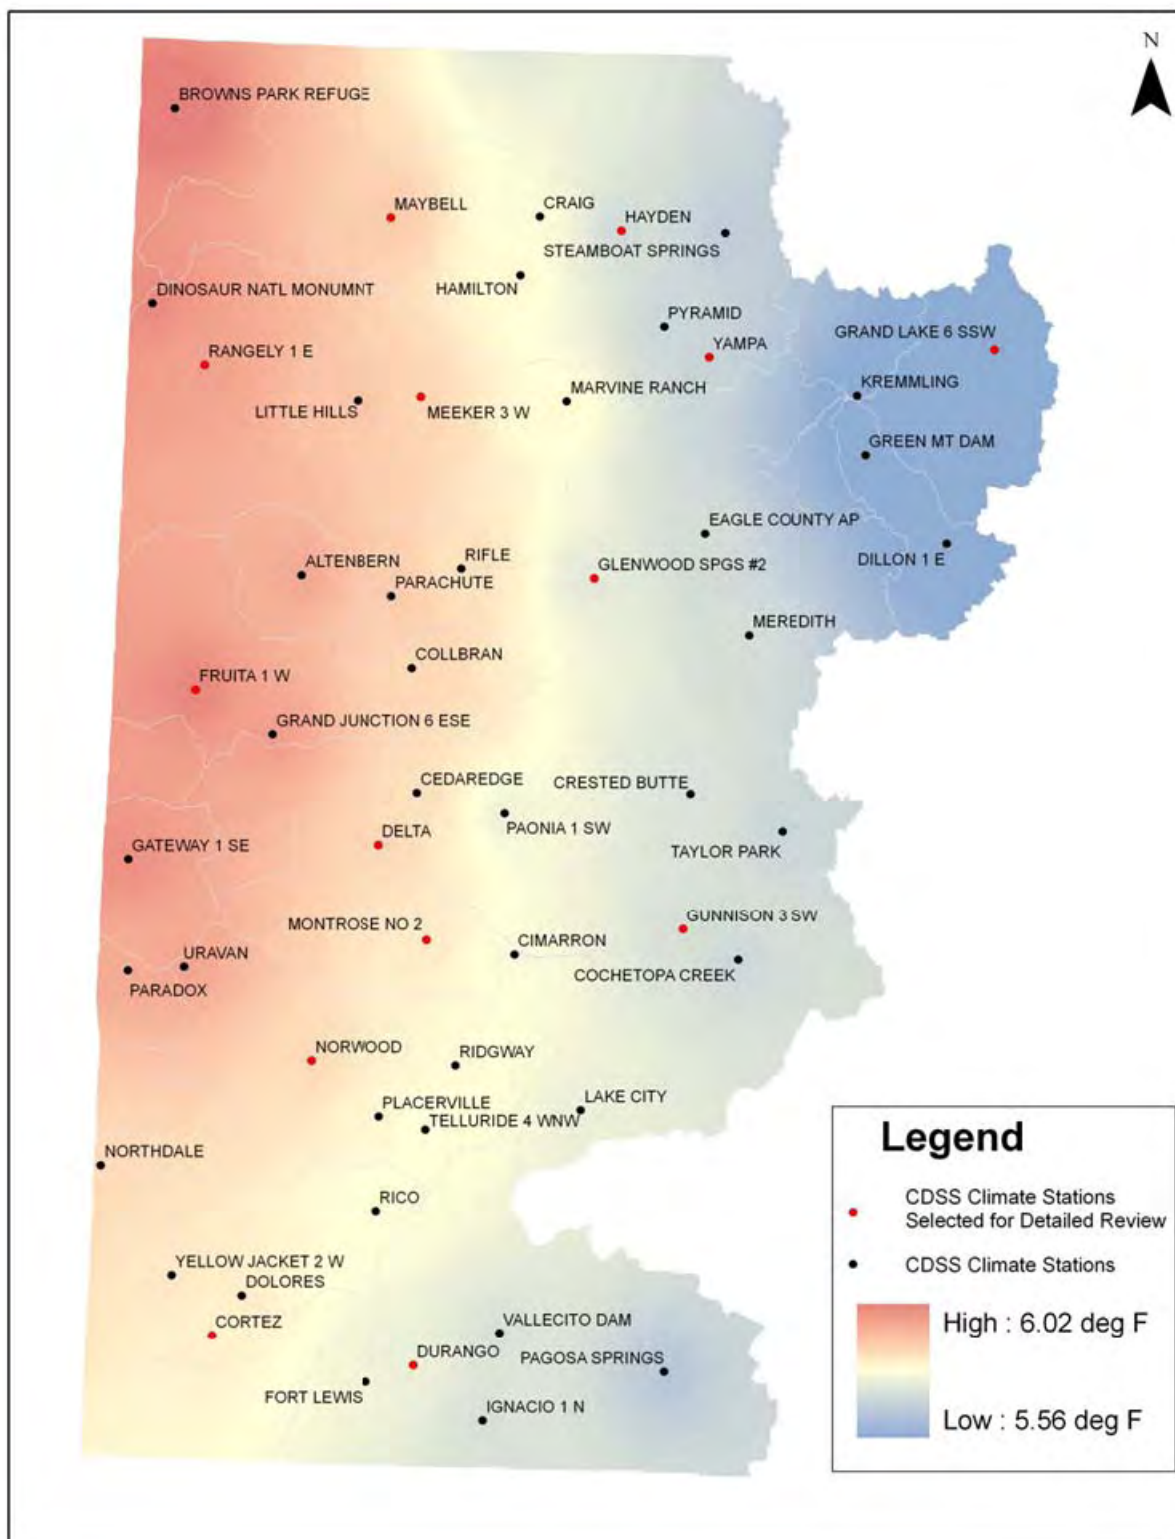 N
BROWNS PARK REFUGE
MAYBELL
CRAIG
HAYDEN
STEAMBOAT SPRINGS
HAMILTON
DINOSAUR NATL MONUMNT
PYRAMID
GRAND LAKE 6 SSW
RANGELY 1 E
YAMPA
KREMMLING
MARVINE RANCH
LITTLE HILLS
MEEKER 3 W
GREEN MT DAM
EAGLE COUNTY AP
RIFLE
DILLON 1 E
ALTENBERN
GLENWOOD SPGS #2
PARACHUTE
MEREDITH
COLLBRAN
FRUITA 1 W
GRAND JUNCTION 6 ESE
CEDAREDGE
CRESTED BUTTE
PAONIA 1 SW
DELTA
GATEWAY 1 SE
TAYLOR PARK
GUNNISON 3 SW
MONTROSE NO 2
CIMARRON
URAVAN
COCHETOPA CREEK
PARADOX
NORWOOD
RIDGWAY
LAKE CITY
PLACERVILLE
TELLURIDE 4 WNW
NORTHDALE
RICO
YELLOW JACKET 2 W
DOLORES
CORTEZ
VALLECITO DAM
DURANGO
PAGOSA SPRINGS
FORT LEWIS
IGNACIO 1 N
Legend
CDSS Climate Stations
Selected for Detailed Review
CDSS Climate Stations
High : 6.02 deg F
Low : 5.56 deg F